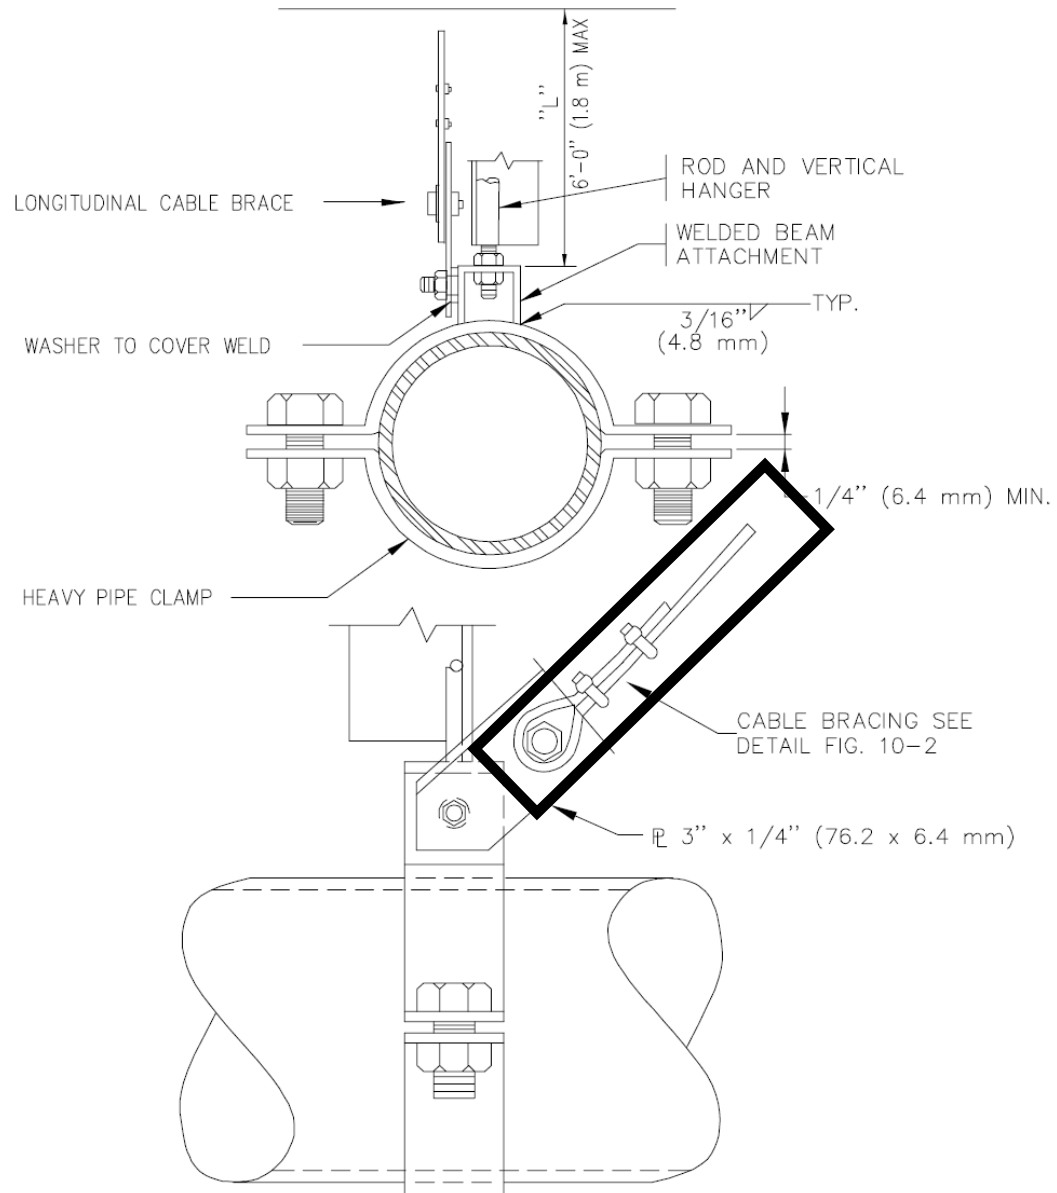 "L"
6'-0" (1.8 m) MAX
ROD AND VERTICAL
HANGER
LONGITUDINAL CABLE BRACE
WELDED BEAM
ATTACHMENT
TYP.
3/16"
(4.8 mm)
WASHER TO COVER WELD
1/4" (6.4 mm) MIN.
HEAVY PIPE CLAMP
CABLE BRACING SEE
DETAIL FIG. 10-2
℄ 3" x 1/4" (76.2 x 6.4 mm)